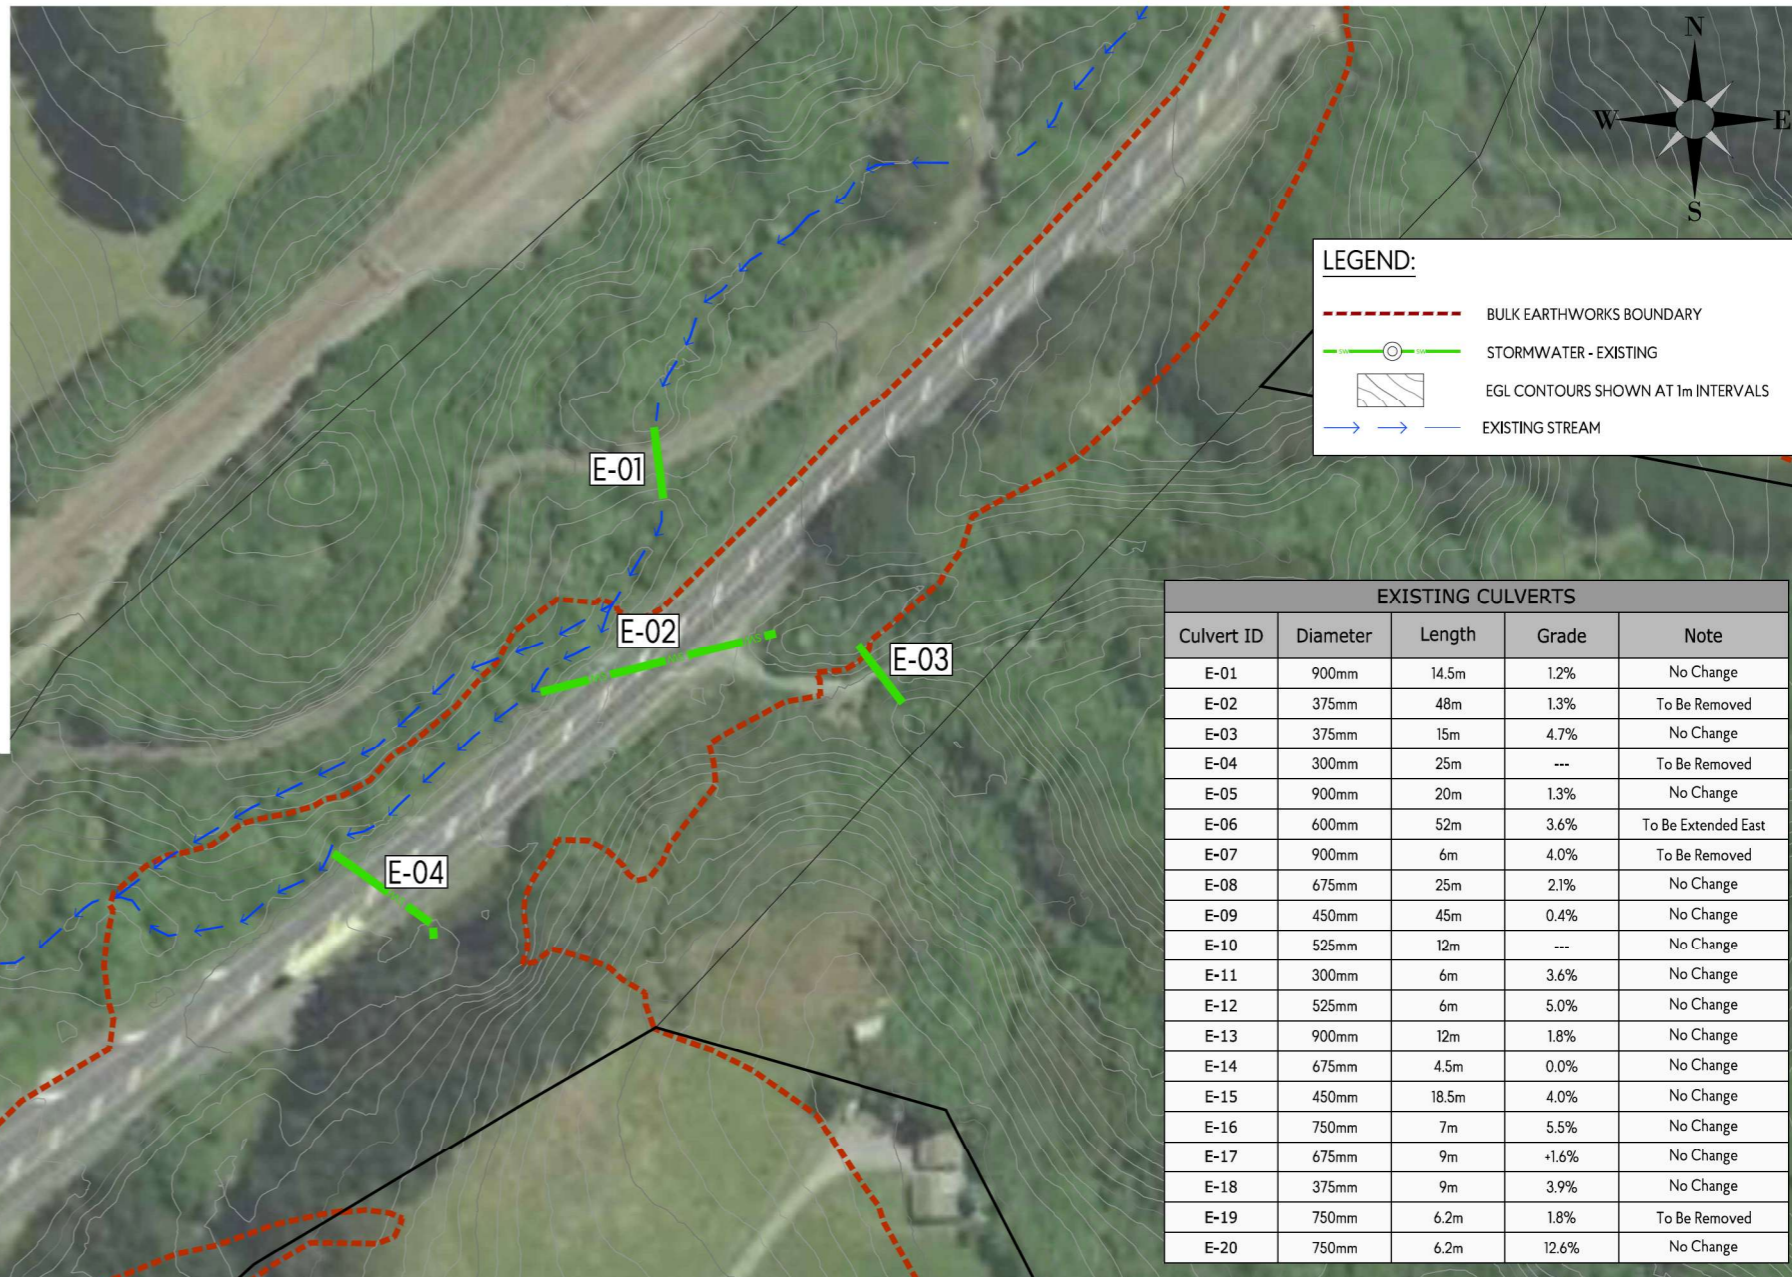 N
W E
S
LEGEND:
BULK EARTHWORKS BOUNDARY
SW SW
STORMWATER - EXISTING
EGL CONTOURS SHOWN AT 1m INTERVALS
EXISTING STREAM
E-01
E-02
E-03
E-04
EXISTING CULVERTS
Culvert ID Diameter Length Grade Note
E-01 900mm 14.5m 1.2% No Change
E-02 375mm 48m 1.3% To Be Removed
E-03 375mm 15m 4.7% No Change
E-04 300mm 25m --- To Be Removed
E-05 900mm 20m 1.3% No Change
E-06 600mm 52m 3.6% To Be Extended East
E-07 900mm 6m 4.0% To Be Removed
E-08 675mm 25m 2.1% No Change
E-09 450mm 45m 0.4% No Change
E-10 525mm 12m --- No Change
E-11 300mm 6m 3.6% No Change
E-12 525mm 6m 5.0% No Change
E-13 900mm 12m 1.8% No Change
E-14 675mm 4.5m 0.0% No Change
E-15 450mm 18.5m 4.0% No Change
E-16 750mm 7m 5.5% No Change
E-17 675mm 9m +1.6% No Change
E-18 375mm 9m 3.9% No Change
E-19 750mm 6.2m 1.8% To Be Removed
E-20 750mm 6.2m 12.6% No Change